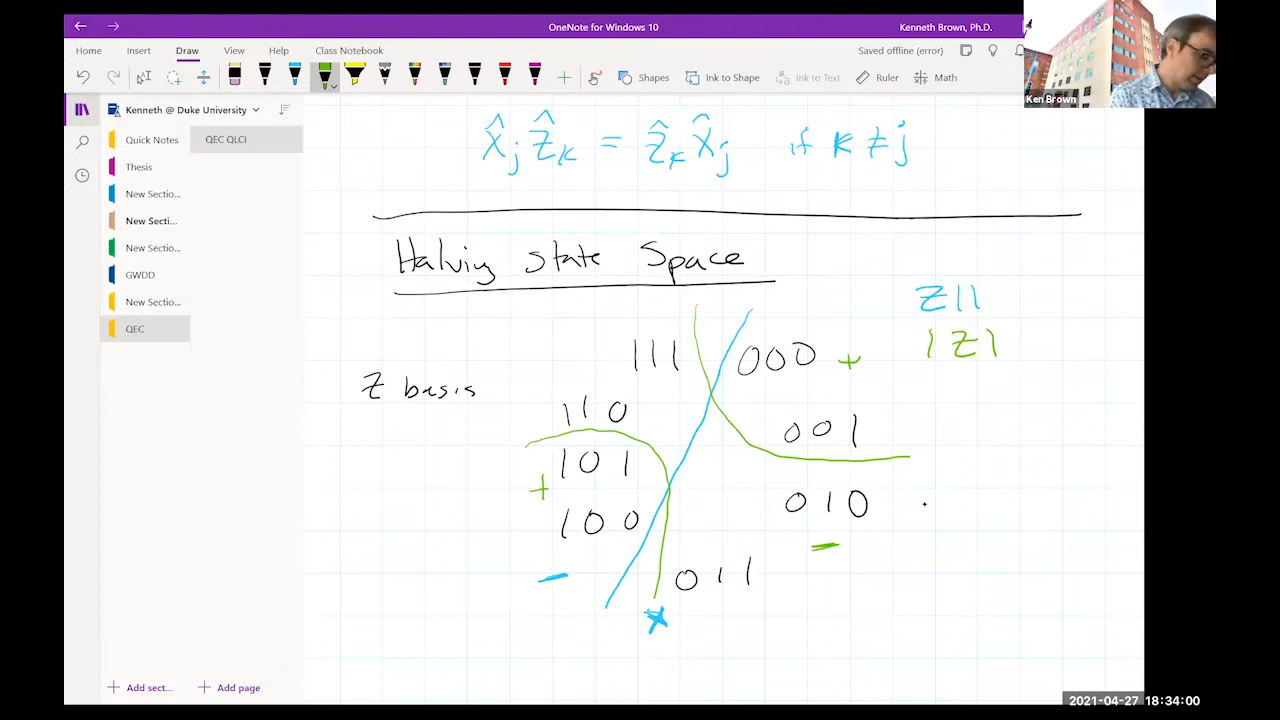 OneNote for Windows 10
Kenneth Brown, Ph.D.
Home Insert Draw View Help Class Notebook
Saved offline (error)
Shapes Ink to Shape Ink to Text Ruler Math
Ken Brown
Kenneth @ Duke University
Quick Notes
Thesis
New Sectio...
New Secti...
New Sectio...
GWDD
New Sectio...
QEC
QEC QLCI
X̂j Ẑk = Ẑk X̂j if k ≠ j
Halving State Space
Z11
1Z1
111 000 +
Z basis
110
001
+ 101
100
010
-
-
011
Add sect... Add page
2021-04-27 18:34:00